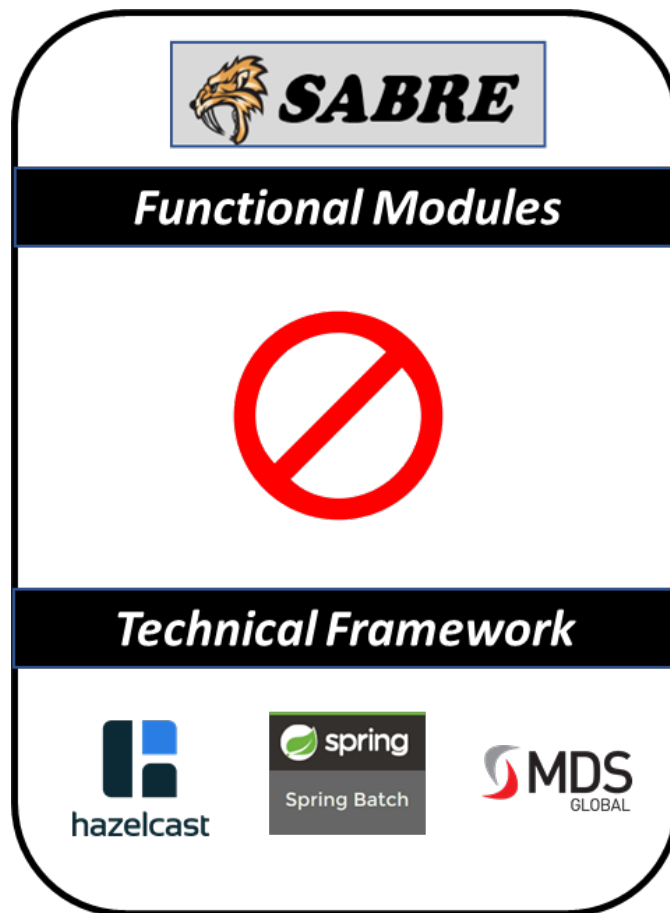 SABRE
Functional Modules
Technical Framework
spring
Spring Batch
hazelcast
MDS
GLOBAL